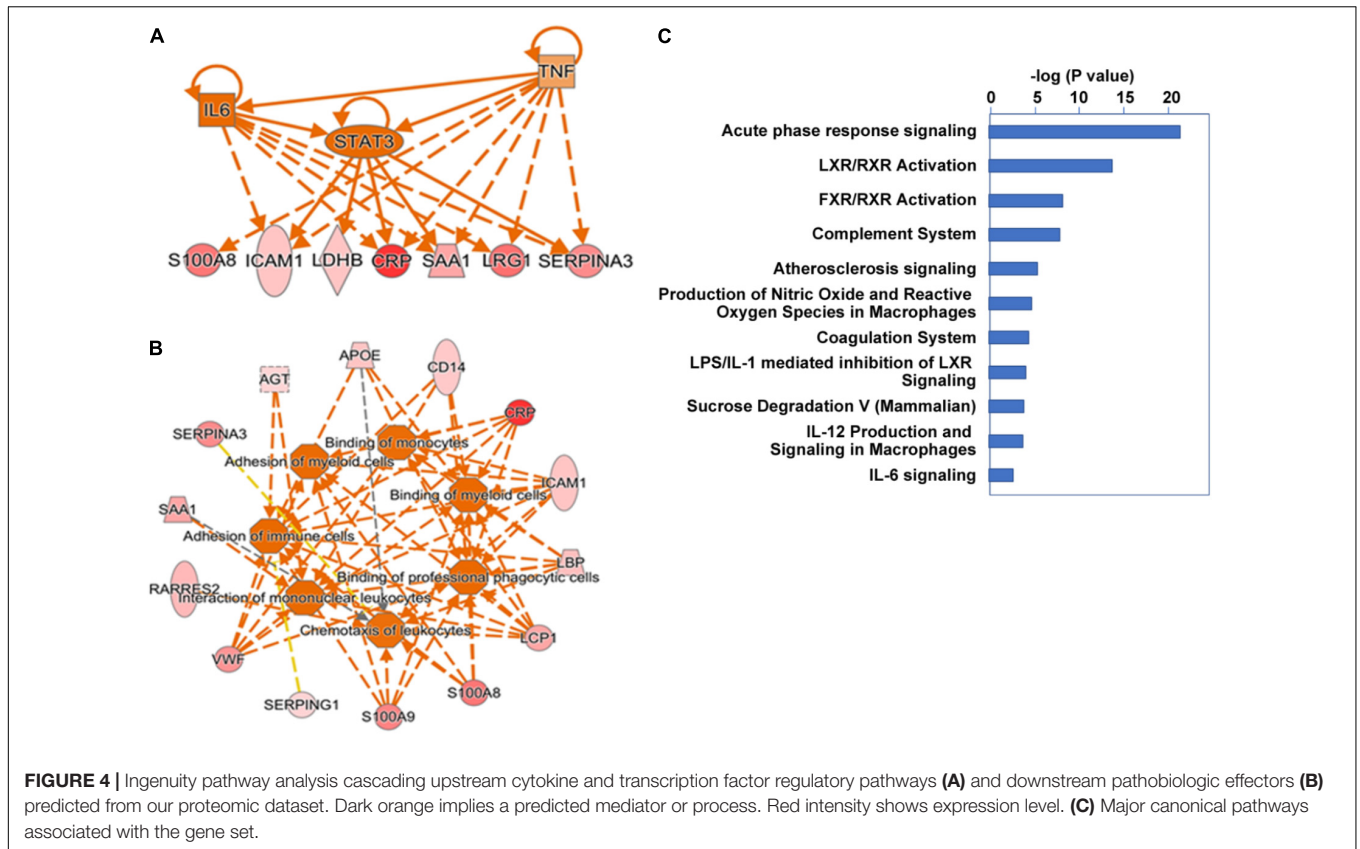 A
TNF
IL6
STAT3
S100A8 ICAM1 LDHB CRP SAA1 LRG1 SERPINA3
B
APOE
CD14
AGT
CRP
SERPINA3
Binding of monocytes
Adhesion of myeloid cells
ICAM1
Binding of myeloid cells
SAA1
Adhesion of immune cells
LBP
Binding of professional phagocytic cells
RARRES2
Interaction of mononuclear leukocytes
Chemotaxis of leukocytes
LCP1
VWF
S100A8
SERPING1
S100A9
C
-log (P value)
0 5 10 15 20
Acute phase response signaling
LXR/RXR Activation
FXR/RXR Activation
Complement System
Atherosclerosis signaling
Production of Nitric Oxide and Reactive
Oxygen Species in Macrophages
Coagulation System
LPS/IL-1 mediated inhibition of LXR
Signaling
Sucrose Degradation V (Mammalian)
IL-12 Production and
Signaling in Macrophages
IL-6 signaling
FIGURE 4 | Ingenuity pathway analysis cascading upstream cytokine and transcription factor regulatory pathways (A) and downstream pathobiologic effectors (B)
predicted from our proteomic dataset. Dark orange implies a predicted mediator or process. Red intensity shows expression level. (C) Major canonical pathways
associated with the gene set.